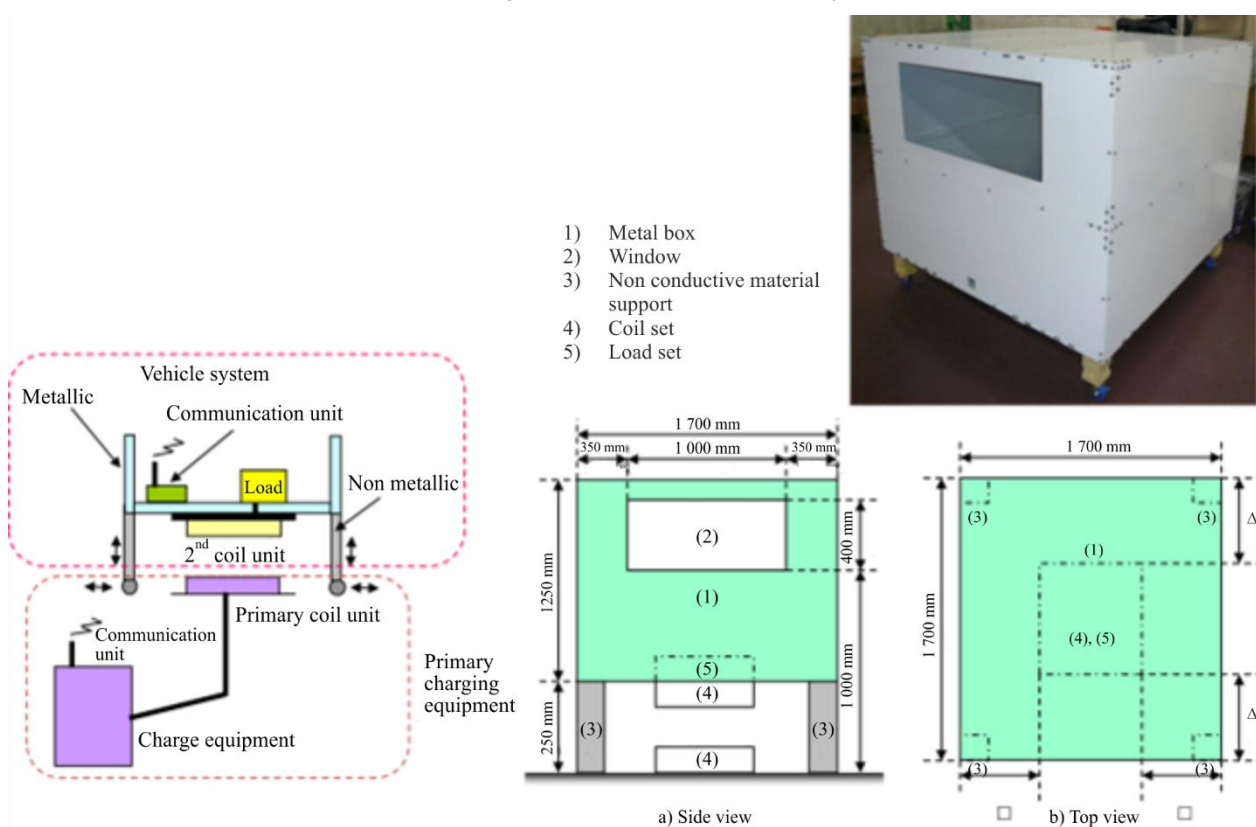 1) Metal box
2) Window
3) Non conductive material
support
4) Coil set
5) Load set
Vehicle system
Metallic
Communication unit
Load
Non metallic
2nd coil unit
Primary coil unit
Communication
unit
Primary
charging
equipment
Charge equipment
1 700 mm
350 mm
1 000 mm
350 mm
(2)
400 mm
1250 mm
(1)
(5)
(4)
1 000 mm
250 mm
(3)
(3)
(4)
a) Side view
1 700 mm
(3)
(3)
Δ
(1)
1 700 mm
(4), (5)
Δ
(3)
(3)
b) Top view